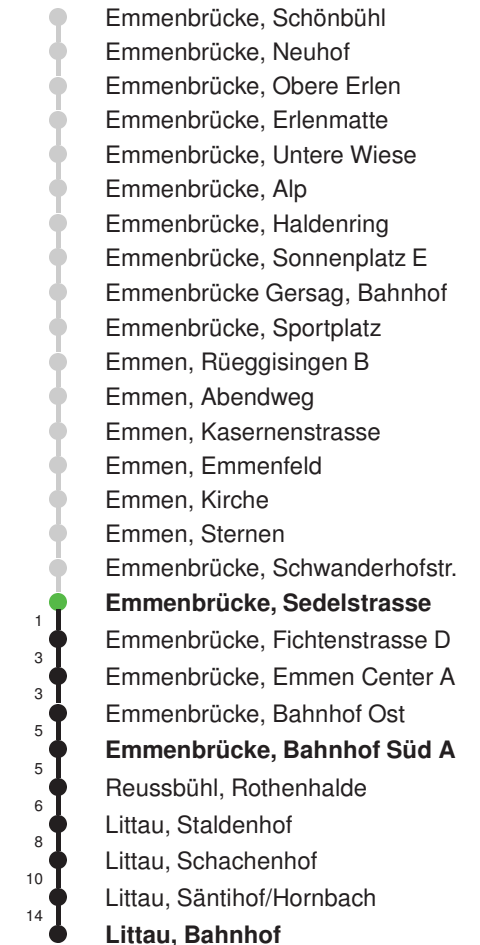 Emmenbrücke, Schönbühl
Emmenbrücke, Neuhof
Emmenbrücke, Obere Erlen
Emmenbrücke, Erlenmatte
Emmenbrücke, Untere Wiese
Emmenbrücke, Alp
Emmenbrücke, Haldenring
Emmenbrücke, Sonnenplatz E
Emmenbrücke Gersag, Bahnhof
Emmenbrücke, Sportplatz
Emmen, Rüeggisingen B
Emmen, Abendweg
Emmen, Kasernenstrasse
Emmen, Emmenfeld
Emmen, Kirche
Emmen, Sternen
Emmenbrücke, Schwanderhofstr.
Emmenbrücke, Sedelstrasse
1
Emmenbrücke, Fichtenstrasse D
3
Emmenbrücke, Emmen Center A
3
Emmenbrücke, Bahnhof Ost
5
Emmenbrücke, Bahnhof Süd A
5
Reussbühl, Rothenhalde
6
Littau, Staldenhof
8
Littau, Schachenhof
10
Littau, Säntihof/Hornbach
14
Littau, Bahnhof